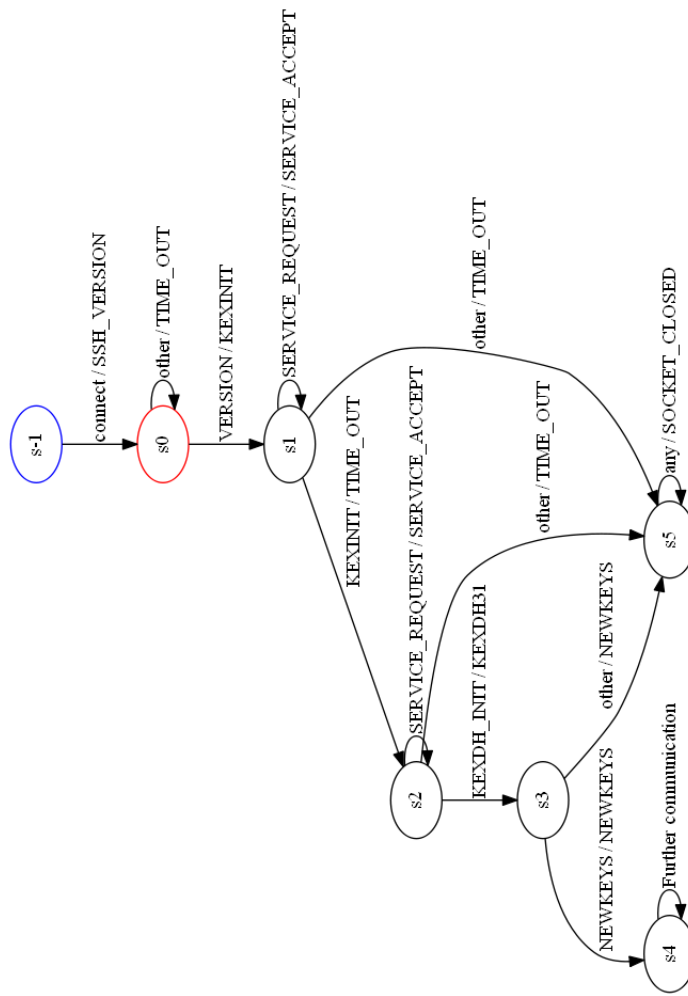 s-1
connect / SSH_VERSION
s0
other / TIME_OUT
VERSION / KEXINIT
s1
SERVICE_REQUEST / SERVICE_ACCEPT
KEXINIT / TIME_OUT
other / TIME_OUT
s2
SERVICE_REQUEST / SERVICE_ACCEPT
other / TIME_OUT
KEXDH_INIT / KEXDH31
s3
NEWKEYS / NEWKEYS
other / NEWKEYS
s4
Further communication
s5
any / SOCKET_CLOSED